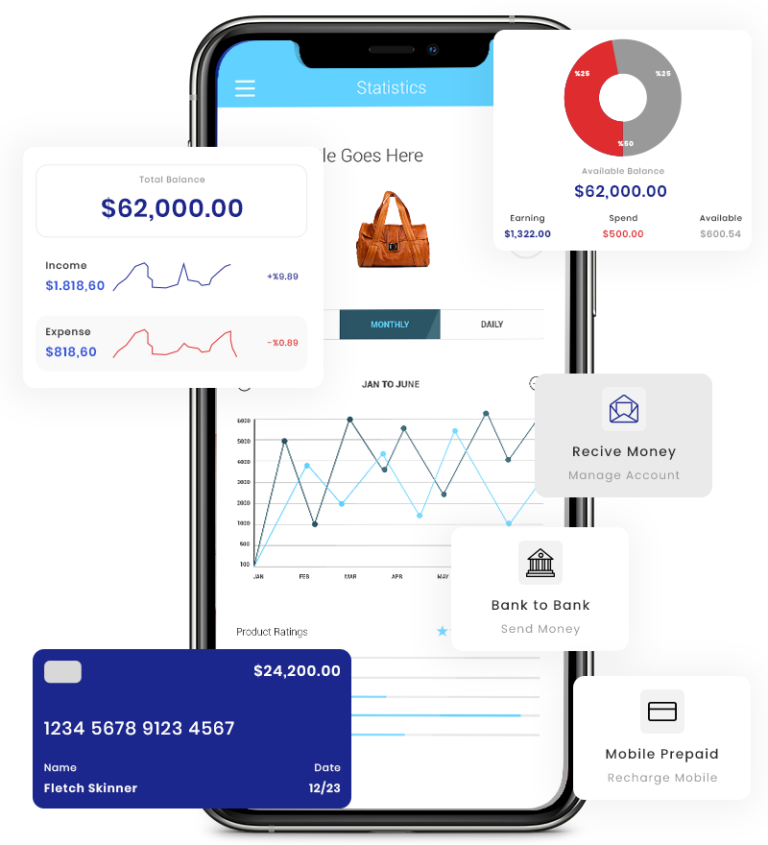 Statistics
le Goes Here
MONTHLY
DAILY
JAN TO JUNE
6000
5000
4000
3000
2000
1000
500
100
JAN
FEB
MAR
APR
MAY
Product Ratings
%25
%25
%50
Available Balance
$62,000.00
Earning Spend Available
$1,322.00 $500.00 $600.54
Total Balance
$62,000.00
Income
$1.818,60
+%9.89
Expense
$818,60
-%0.89
Recive Money
Manage Account
Bank to Bank
Send Money
Mobile Prepaid
Recharge Mobile
$24,200.00
1234 5678 9123 4567
Name Date
Fletch Skinner 12/23